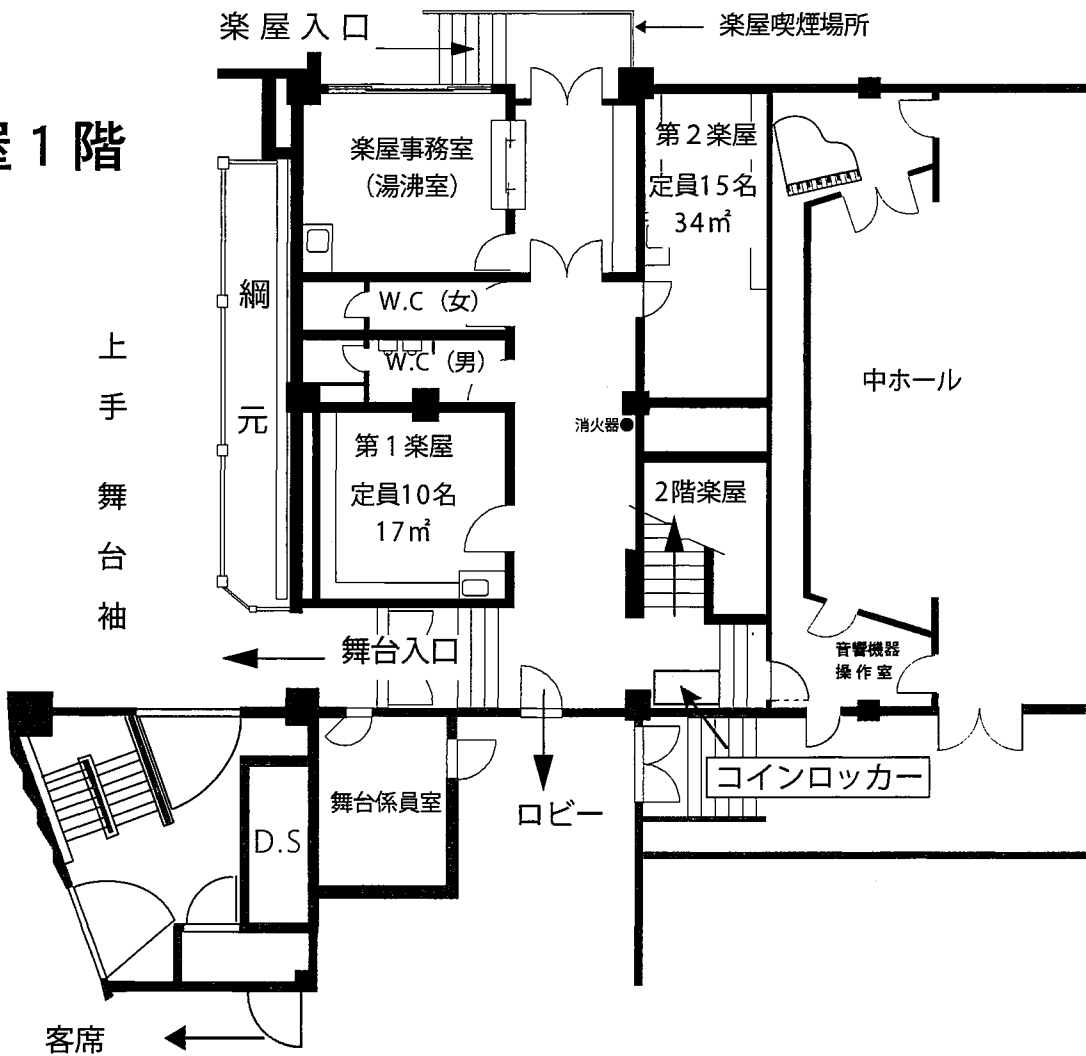 楽屋入口
楽屋喫煙場所
屋1階
楽屋事務室
（湯沸室）
第2楽屋
定員15名
34㎡
綱元
W.C（女）
W.C（男）
上手舞台袖
中ホール
消火器
第1楽屋
定員10名
17㎡
2階楽屋
舞台入口
音響機器
操作室
コインロッカー
舞台係員室
ロビー
D.S
客席